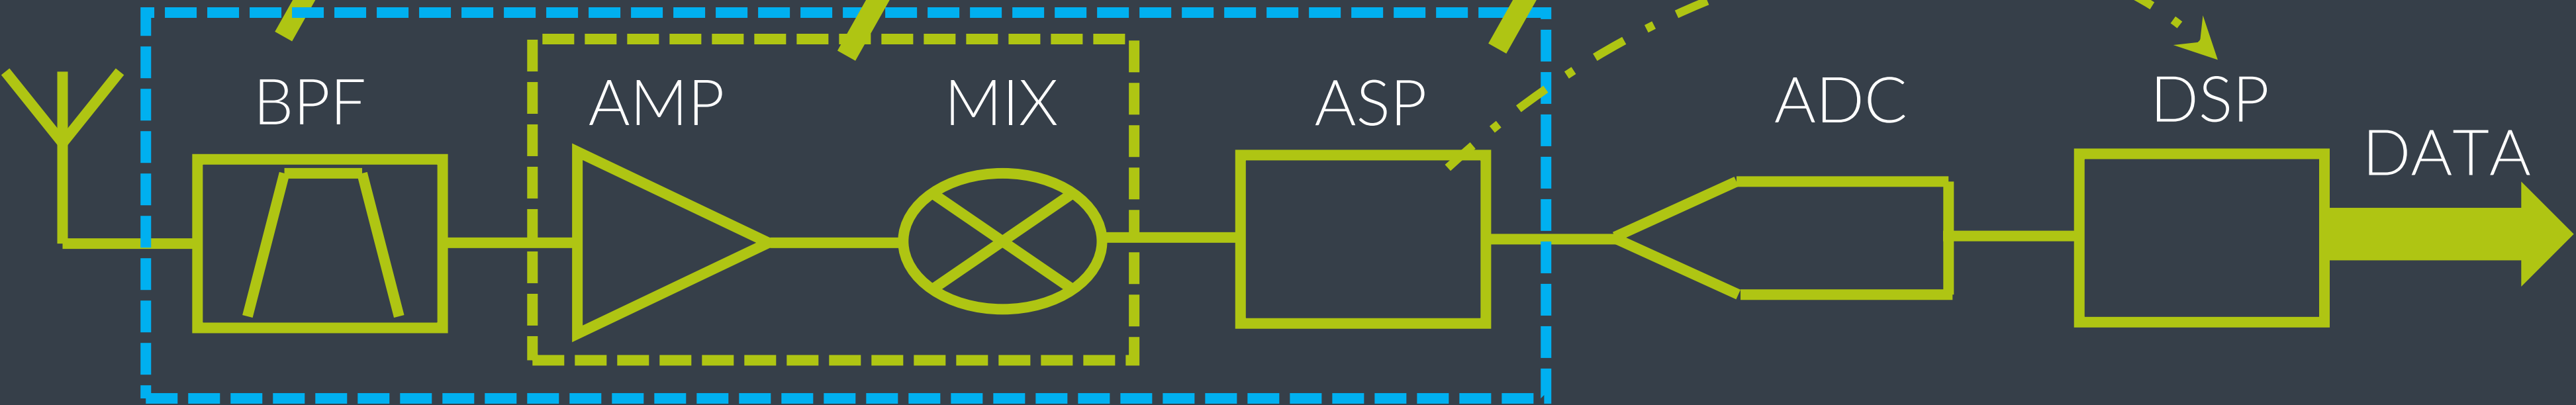 BPF
AMP
MIX
ASP
ADC
DSP
DATA